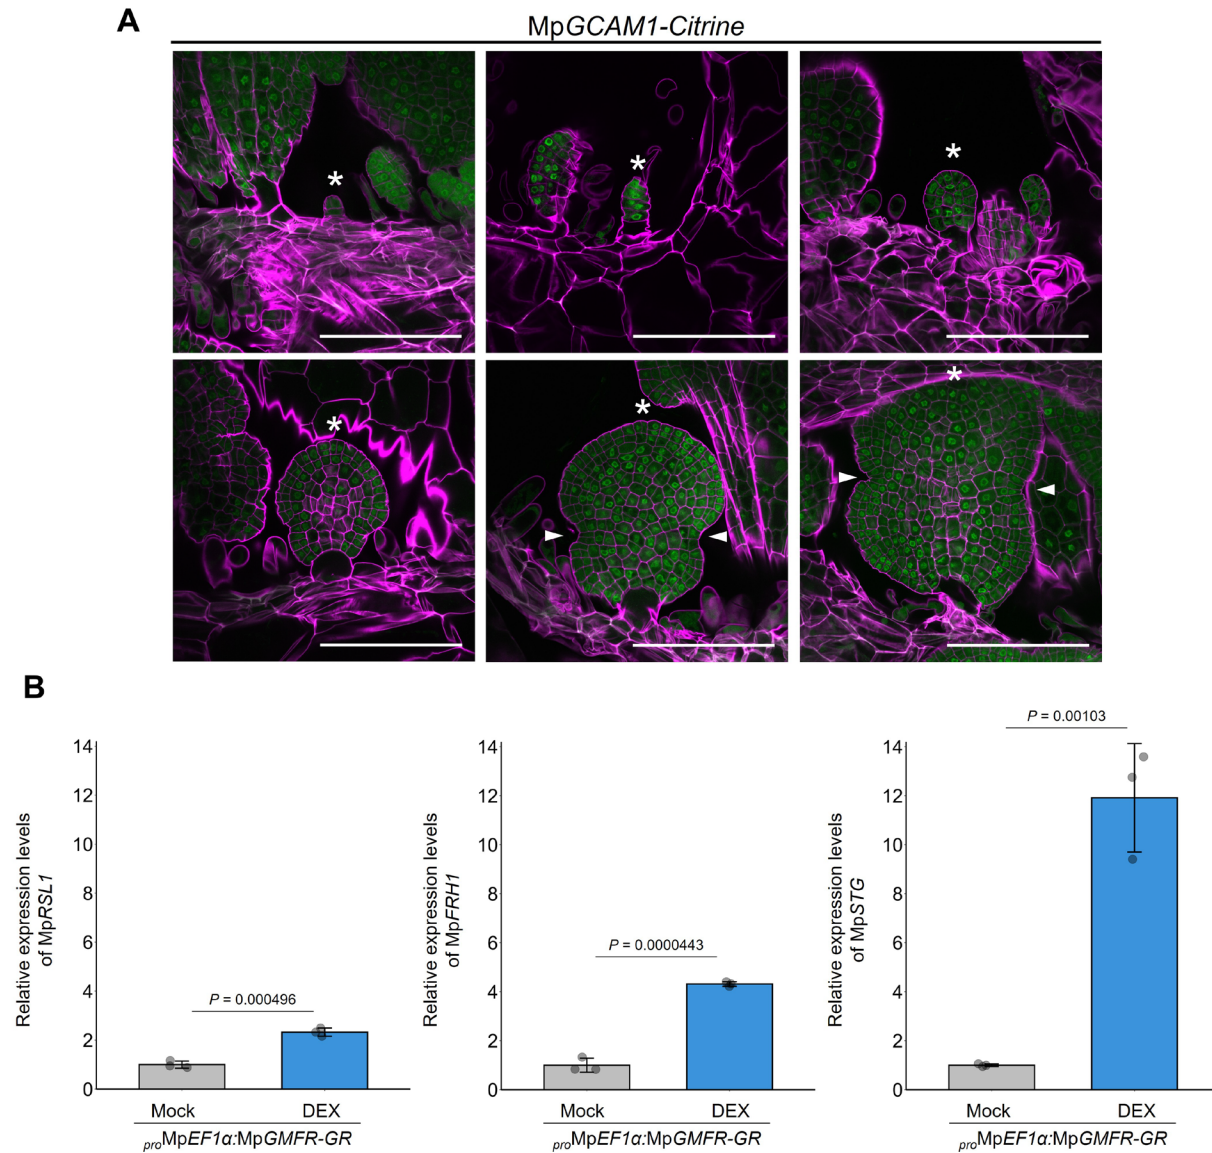 A
MpGCAM1-Citrine
*
*
*
*
*
*
B
Relative expression levels
of MpRSL1
14
12
10
8
6
4
2
0
P = 0.000496
Mock
DEX
proMpEF1α:MpGMFR-GR
Relative expression levels
of MpFRH1
14
12
10
8
6
4
2
0
P = 0.0000443
Mock
DEX
proMpEF1α:MpGMFR-GR
Relative expression levels
of MpSTG
14
12
10
8
6
4
2
0
P = 0.00103
Mock
DEX
proMpEF1α:MpGMFR-GR